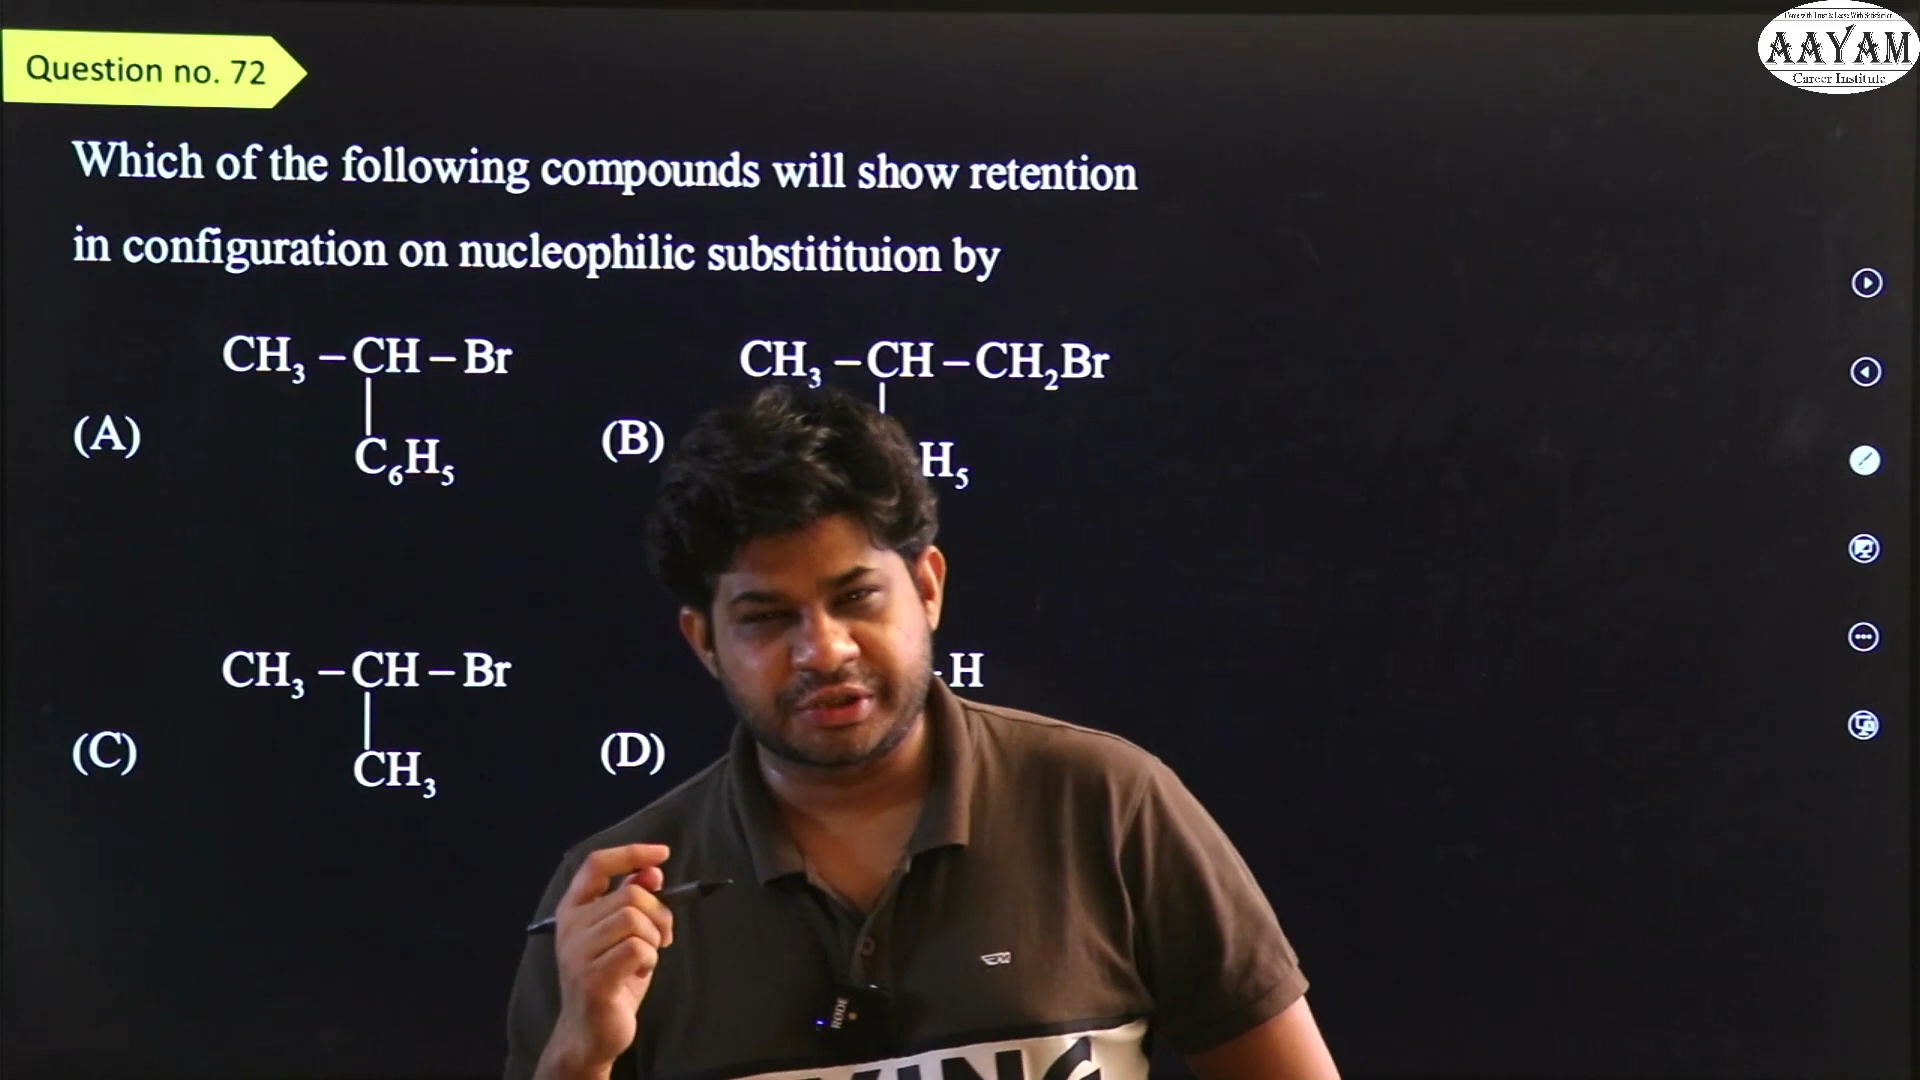 Question no. 72
AAYAM
Career Institute
Which of the following compounds will show retention
in configuration on nucleophilic substitituion by
(A)
CH₃ – CH – Br
C₆H₅
(B)
CH₃ – CH – CH₂Br
H₅
(C)
CH₃ – CH – Br
CH₃
(D)
- H
RODE